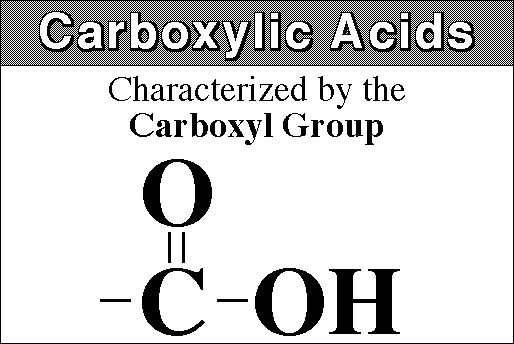 Carboxylic Acids
Characterized by the
Carboxyl Group
O
C OH